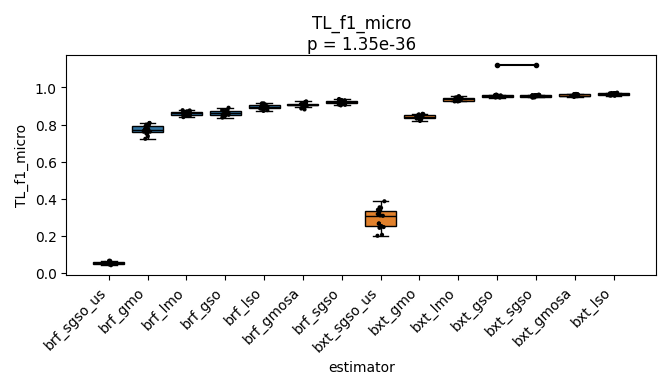 TL_f1_micro
p = 1.35e-36
TL_f1_micro
1.0
0.8
0.6
0.4
0.2
0.0
brf_sgso_us
brf_gmo
brf_lmo
brf_gso
brf_lso
brf_gmosa
brf_sgso
bxt_sgso_us
bxt_gmo
bxt_lmo
bxt_gso
bxt_sgso
bxt_gmosa
bxt_lso
estimator